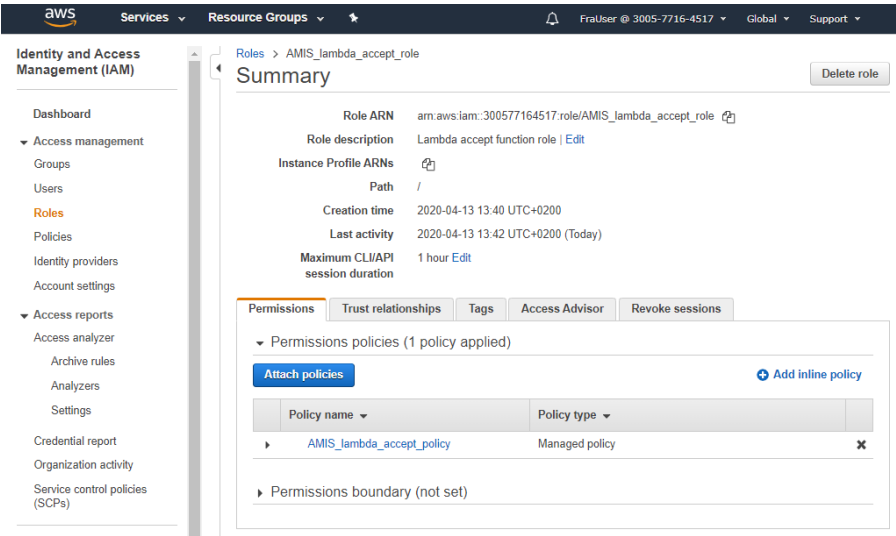 aws Services Resource Groups FraUser @ 3005-7716-4517 Global Support
Identity and Access
Management (IAM)
Dashboard
Access management
Groups
Users
Roles
Policies
Identity providers
Account settings
Access reports
Access analyzer
Archive rules
Analyzers
Settings
Credential report
Organization activity
Service control policies
(SCPs)
Roles > AMIS_lambda_accept_role
Summary
Delete role
Role ARN arn:aws:iam::300577164517:role/AMIS_lambda_accept_role
Role description Lambda accept function role | Edit
Instance Profile ARNs
Path /
Creation time 2020-04-13 13:40 UTC+0200
Last activity 2020-04-13 13:42 UTC+0200 (Today)
Maximum CLI/API 1 hour Edit
session duration
Permissions Trust relationships Tags Access Advisor Revoke sessions
Permissions policies (1 policy applied)
Attach policies Add inline policy
Policy name Policy type
AMIS_lambda_accept_policy Managed policy
Permissions boundary (not set)